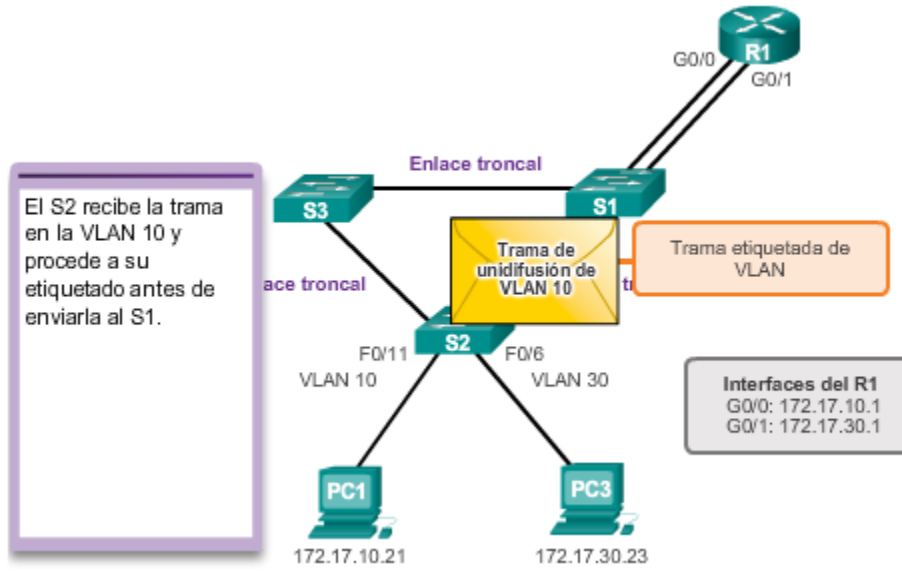 R1
G0/0
G0/1
Enlace troncal
S3
S1
El S2 recibe la trama
en la VLAN 10 y
procede a su
etiquetado antes de
enviarla al S1.
Trama de
unidifusión de
VLAN 10
Trama etiquetada de
VLAN
ace troncal
tr
S2
F0/11
F0/6
VLAN 10
VLAN 30
Interfaces del R1
G0/0: 172.17.10.1
G0/1: 172.17.30.1
PC1
PC3
172.17.10.21
172.17.30.23